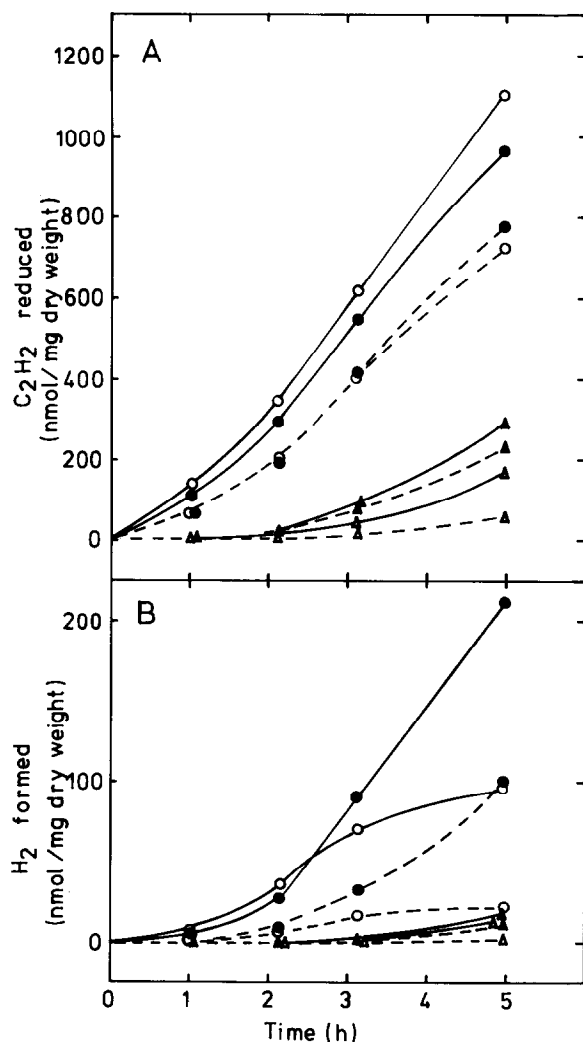 A
1200
1000
800
600
400
200
0
C2H2 reduced
(nmol/mg dry weight)
B
200
100
0
H2 formed
(nmol/mg dry weight)
0 1 2 3 4 5
Time (h)